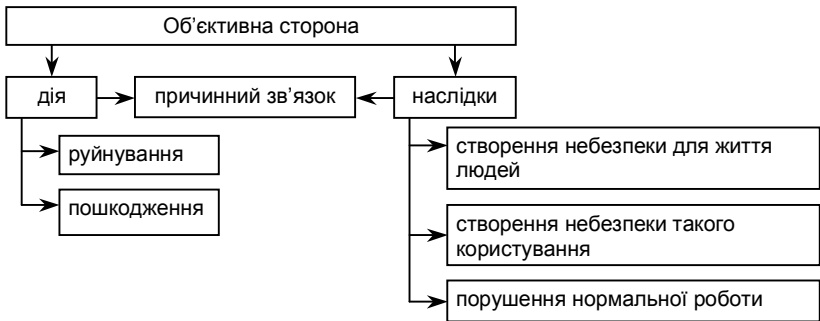 Об’єктивна сторона
дія
причинний зв’язок
наслідки
руйнування
пошкодження
створення небезпеки для життя
людей
створення небезпеки такого
користування
порушення нормальної роботи